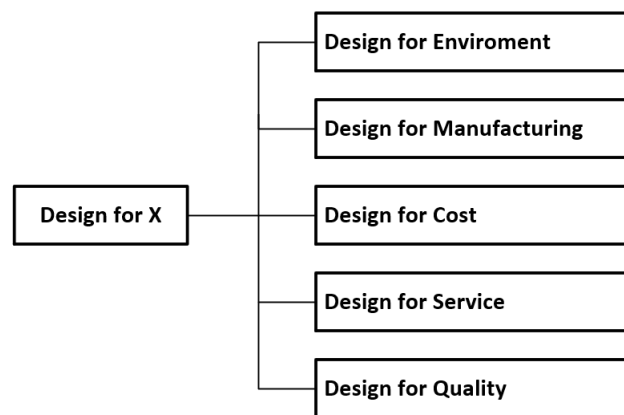 Design for Enviroment
Design for Manufacturing
Design for X
Design for Cost
Design for Service
Design for Quality